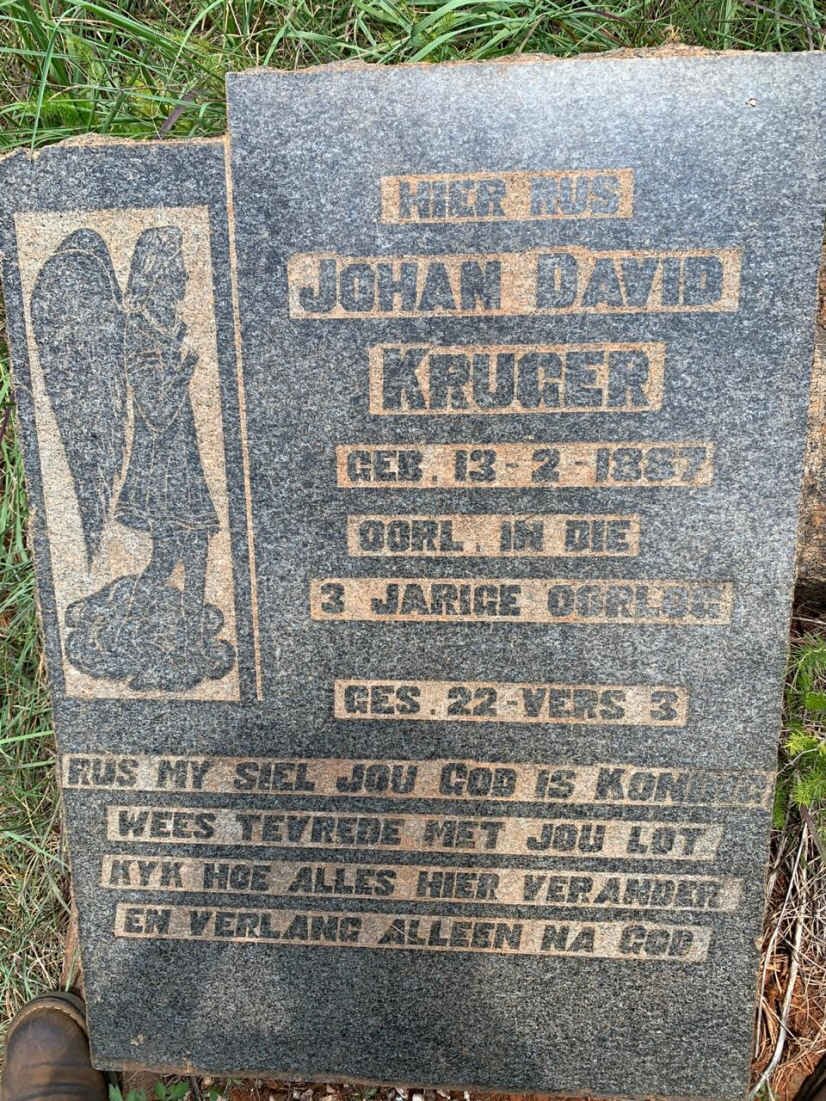 HIER RUS
JOHAN DAVID
KRUGER
GEB. 13-2-1887
OORL. IN DIE
3 JARIGE OORLOG
GES. 22-VERS 3
RUS MY SIEL JOU GOD IS KONING
WEES TEVREDE MET JOU LOT
KYK HOE ALLES HIER VERANDER
EN VERLANG ALLEEN NA GOD